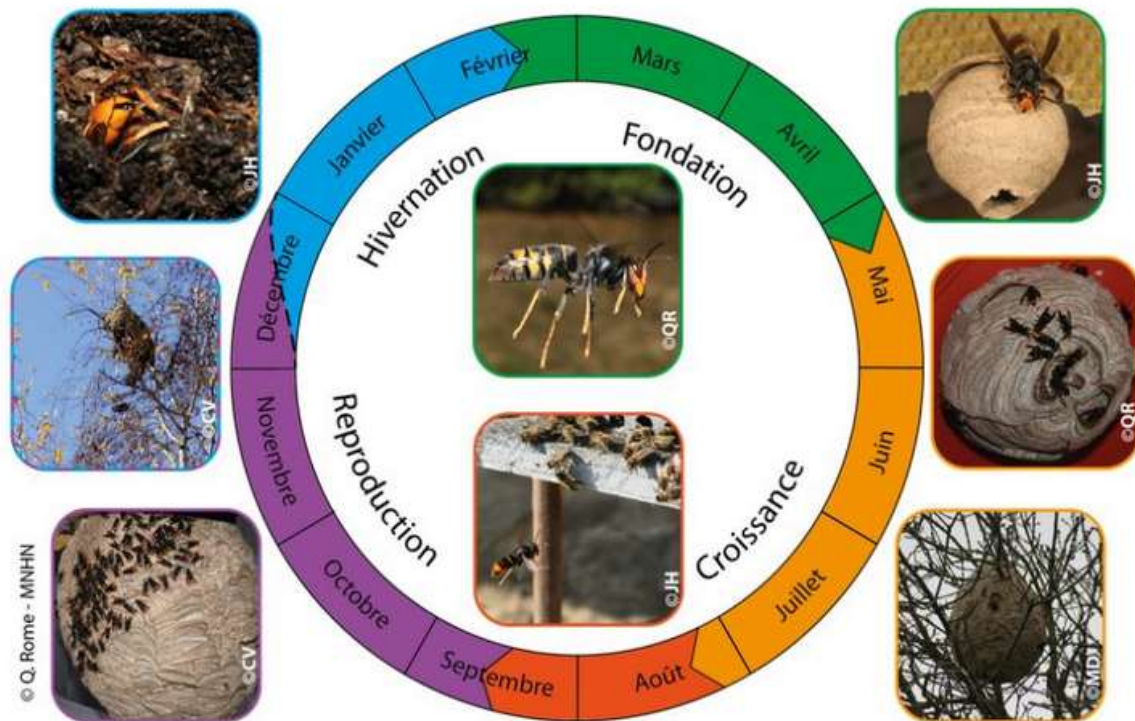 Février
Mars
Avril
Mai
Juin
Juillet
Août
Septembre
Octobre
Novembre
Décembre
Janvier
Hivernation
Fondation
Croissance
Reproduction
©JH
©CV
©CV
©QR
©JH
©JH
©QR
© Q. Rome - MNHN